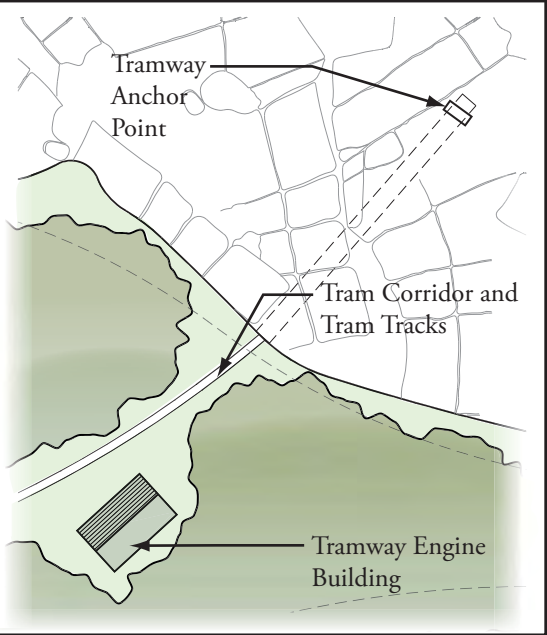 Tramway
Anchor
Point
Tram Corridor and
Tram Tracks
Tramway Engine
Building